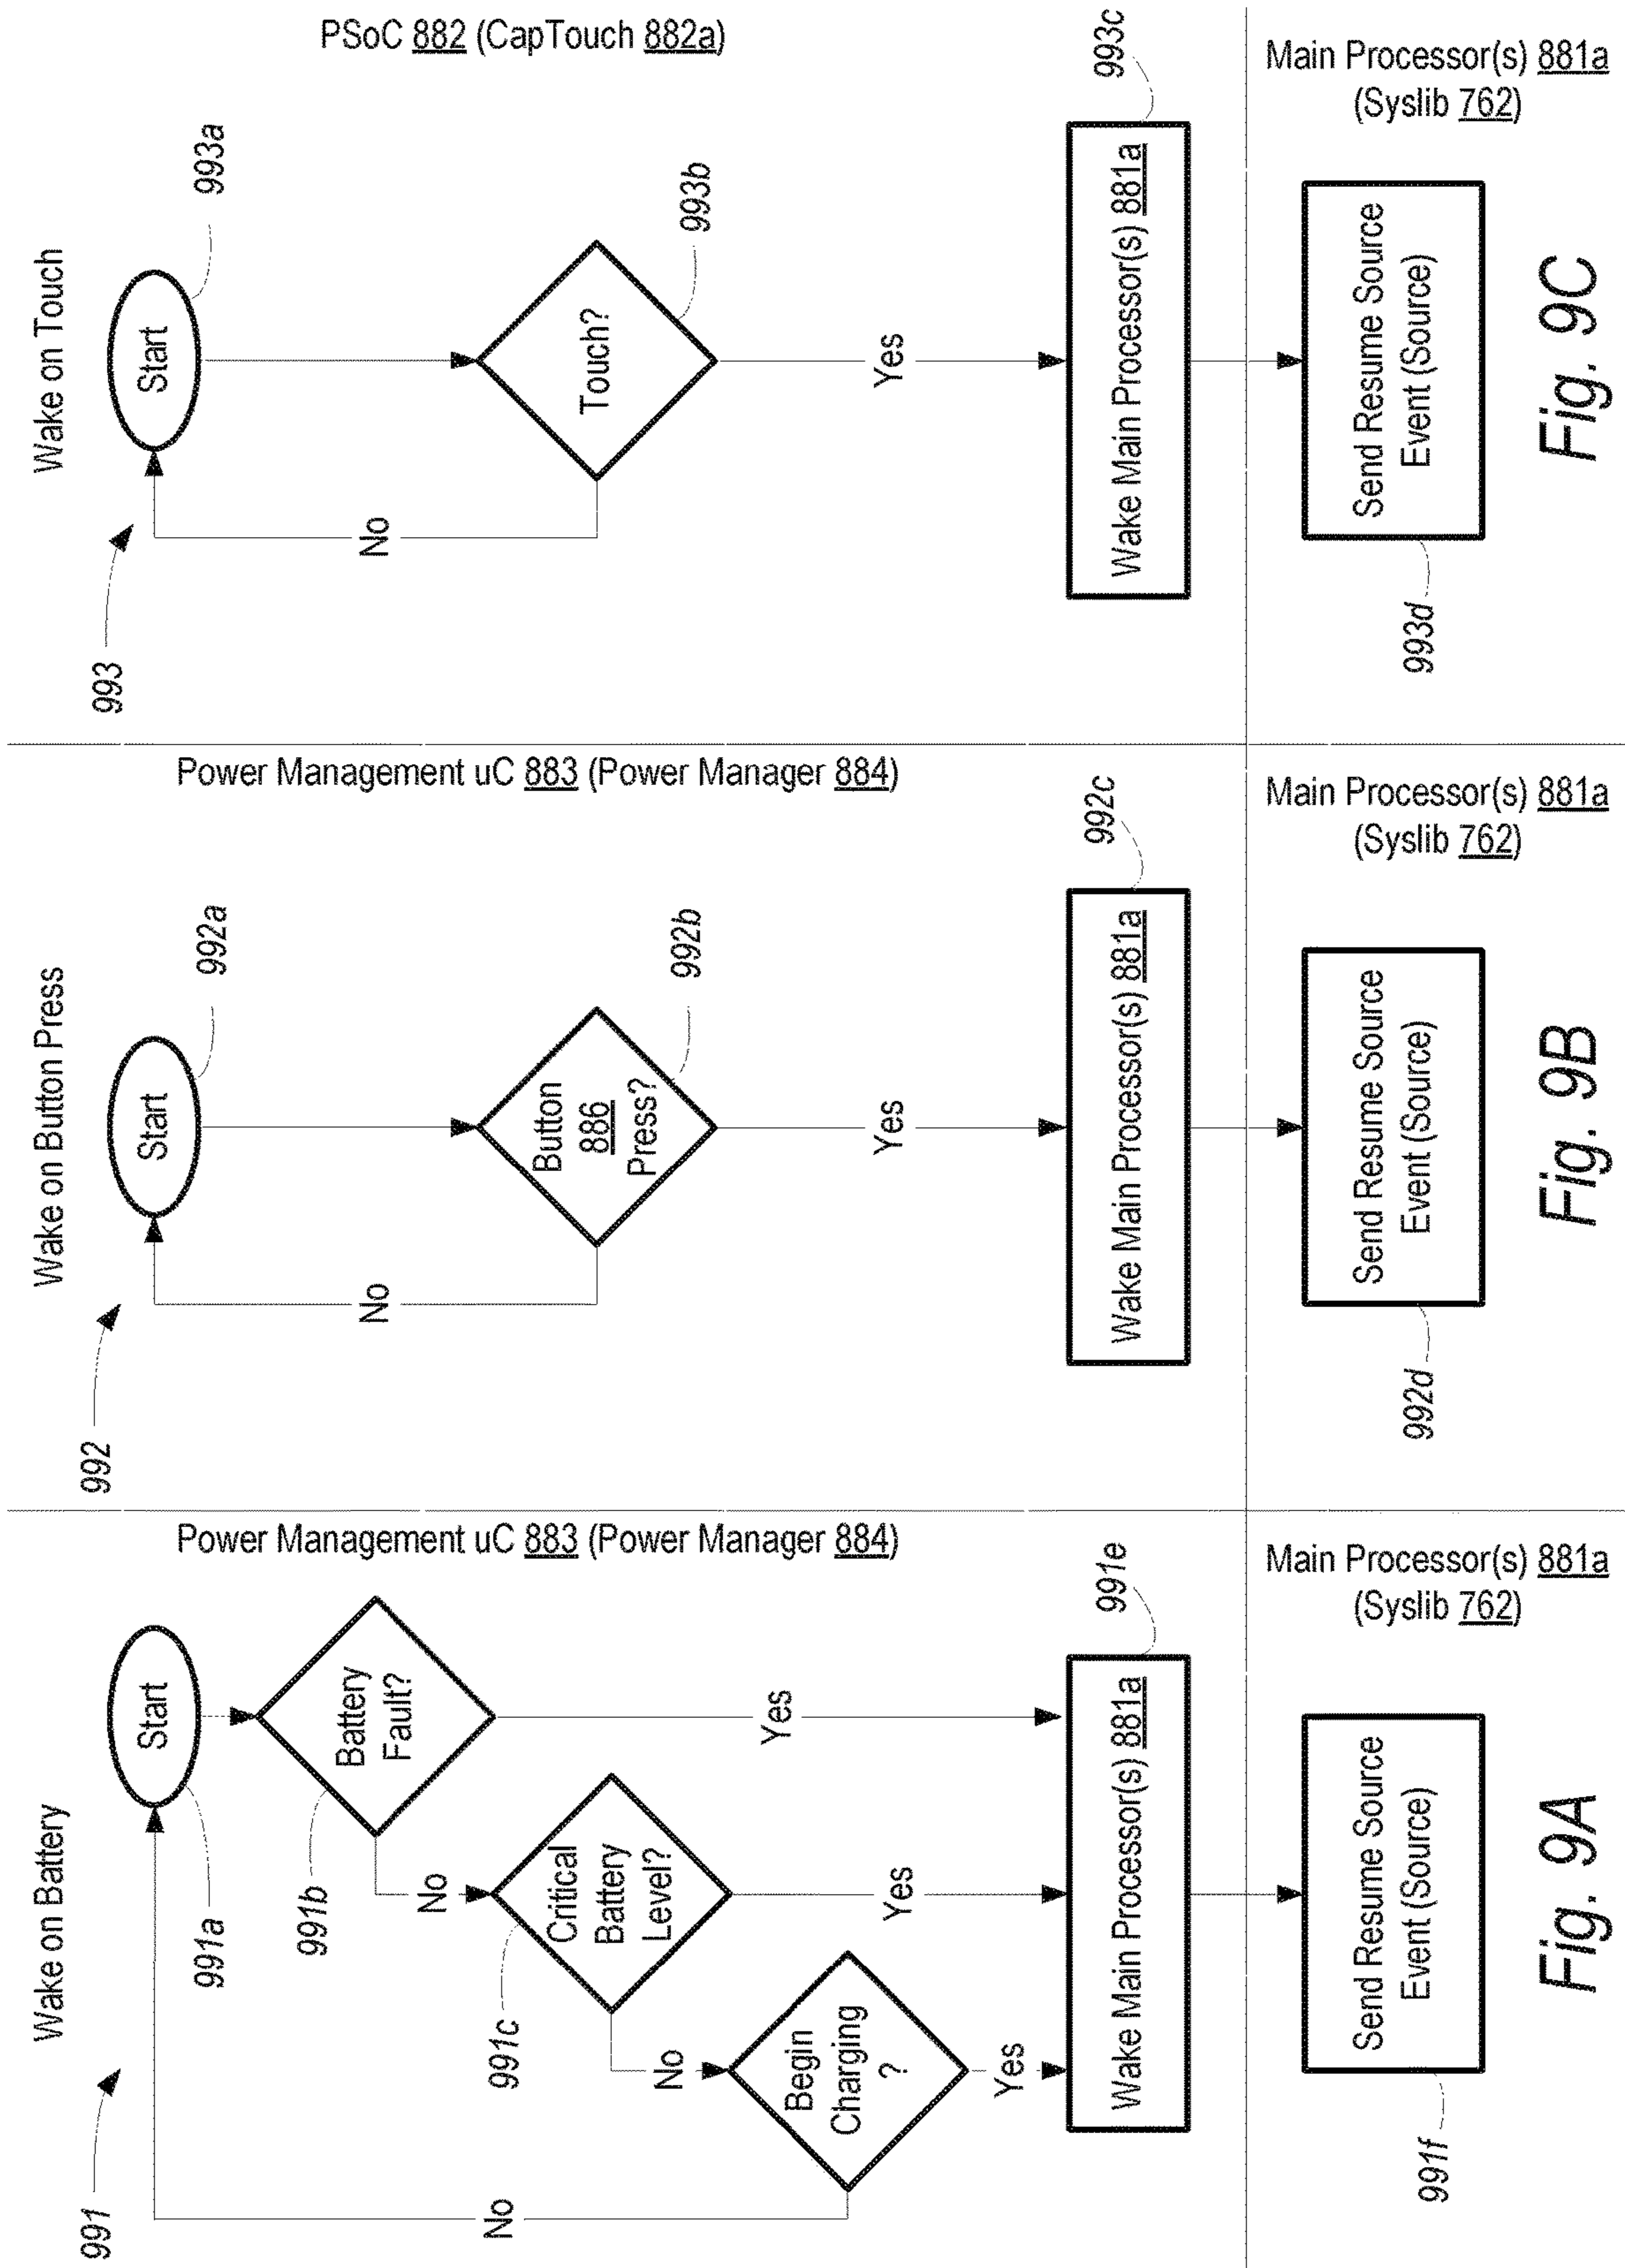 Wake on Battery
991
Power Management uC 883 (Power Manager 884)
Start
991a
Battery
Fault?
991b
No
Yes
Critical
Battery
Level?
991c
No
Yes
Begin
Charging
?
No
Yes
Wake Main Processor(s) 881a
991e
Main Processor(s) 881a
(Syslib 762)
Send Resume Source
Event (Source)
991f
Fig. 9A
Wake on Button Press
992
Power Management uC 883 (Power Manager 884)
Start
992a
Button
886
Press?
992b
No
Yes
Wake Main Processor(s) 881a
992c
Main Processor(s) 881a
(Syslib 762)
Send Resume Source
Event (Source)
992d
Fig. 9B
Wake on Touch
993
PSoC 882 (CapTouch 882a)
Start
993a
Touch?
993b
No
Yes
Wake Main Processor(s) 881a
993c
Main Processor(s) 881a
(Syslib 762)
Send Resume Source
Event (Source)
993d
Fig. 9C